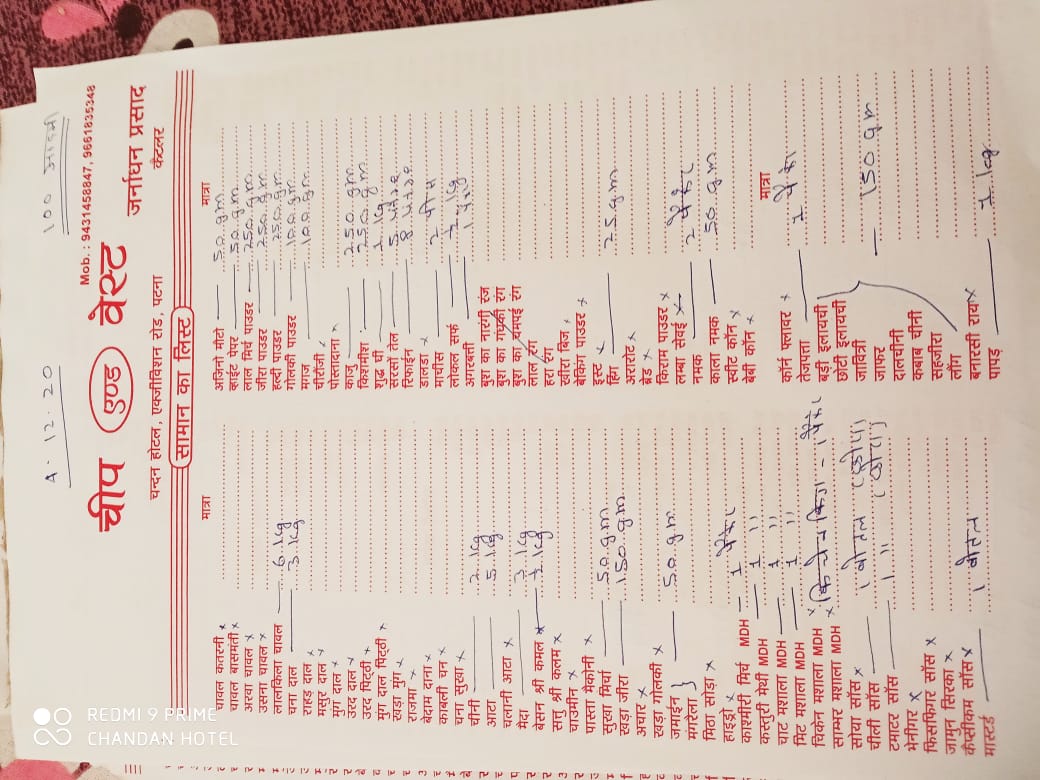 4.12.20
100 आदमी
Mob. : 9431458847, 9661835348
चीप एण्ड वेस्ट
जर्नाधन प्रसाद
चन्दन होटल, एक्जीविशन रोड, पटना
कैटलर
सामान का लिस्ट
REDMI 9 PRIME
CHANDAN HOTEL
मात्रा
चावल कतरनी x
चावल बासमंती x
अरवा चावल x
उसना चावल x
लालकिला चावल 6 kg
चना दाल 3 kg
राहड़ दाल x
मसुर दाल x
मुंग दाल x
उरद दाल x
उरद पिट्ठी x
मुंग दाल पिट्ठी x
खड़ा मुंग x
राजमा x
बेदाम दाना x
काबली चन x
चना सुखा x
चीनी 2 kg
आटा 5 kg
चलानी आटा x
मैदा 3 kg
बेसन श्री कमल ½ kg
सत्तु श्री कलम x
चाउमीन x
पास्ता मैकोनी x
सुखा मिर्चा 50 gm
खड़ा जीरा 150 gm
अचार x
खड़ा गोलकी x
जमाईन } 50 gm
मंगरेला
मिठा सोड़ा x
हाइड्रो x
काश्मीरी मिर्च MDH 1 पैकेट
कस्तुरी मेथी MDH 1 "
चाट मशाला MDH 1 "
मिट मशाला MDH 1 "
चिकेन मशाला MDH x किचेन किंग - 1 पैकेट
साम्भर मशाला MDH x
सोया सॉस x
चीली सॉस 1 बोतल (छोटा)
टमाटर सॉस 1 " (छोटा)
भेनीगर x
फिसफिगर सॉस x
जामुन सिरका x
कैप्सीकम सॉस x
मास्टर्ड 1 बोतल
मात्रा
अजिनो मोटो 50 gm
व्हाईट पेपर 50 gm
लाल मिर्च पाउडर 250 gm
जीरा पाउडर 250 gm
हल्दी पाउडर 250 gm
गोलकी पाउडर 100 gm
मगज 100 gm
चीरौंजी x
पोस्तादाना x
काजु 250 gm
किशमीश 250 gm
शुद्ध घी 1 kg
सरसों तेल 5 लीटर
रिफाईन 8 लीटर
डालडा x
माचीस 2 पीस
लोकल सर्फ ½ kg
अगरबत्ती 1
बुश का नारंगी रंज
बुश का गंधकी रंग
बुश का चमपई रंग
लाल रंग
हरा रंग
खीरा बिज x
बेकिंग पाउडर x
इस्ट x
हिंग 25 gm
अरारोट x
ब्रेड x
किराम पाउडर x
लम्बा सेवई x
नमक 2 पैकेट
काला नमक 50 gm
स्वीट कॉन x
बेबी कॉन x
मात्रा
कॉर्न फ्लावर x
तेजपत्ता 1 पैकेट
बड़ी इलायची
छोटी इलायची
जावित्री
जाफर 150 gm
दालचीनी
कबाब चीनी
सहजीरा
लौंग
बनारसी राय x
पापड़ 1 kg